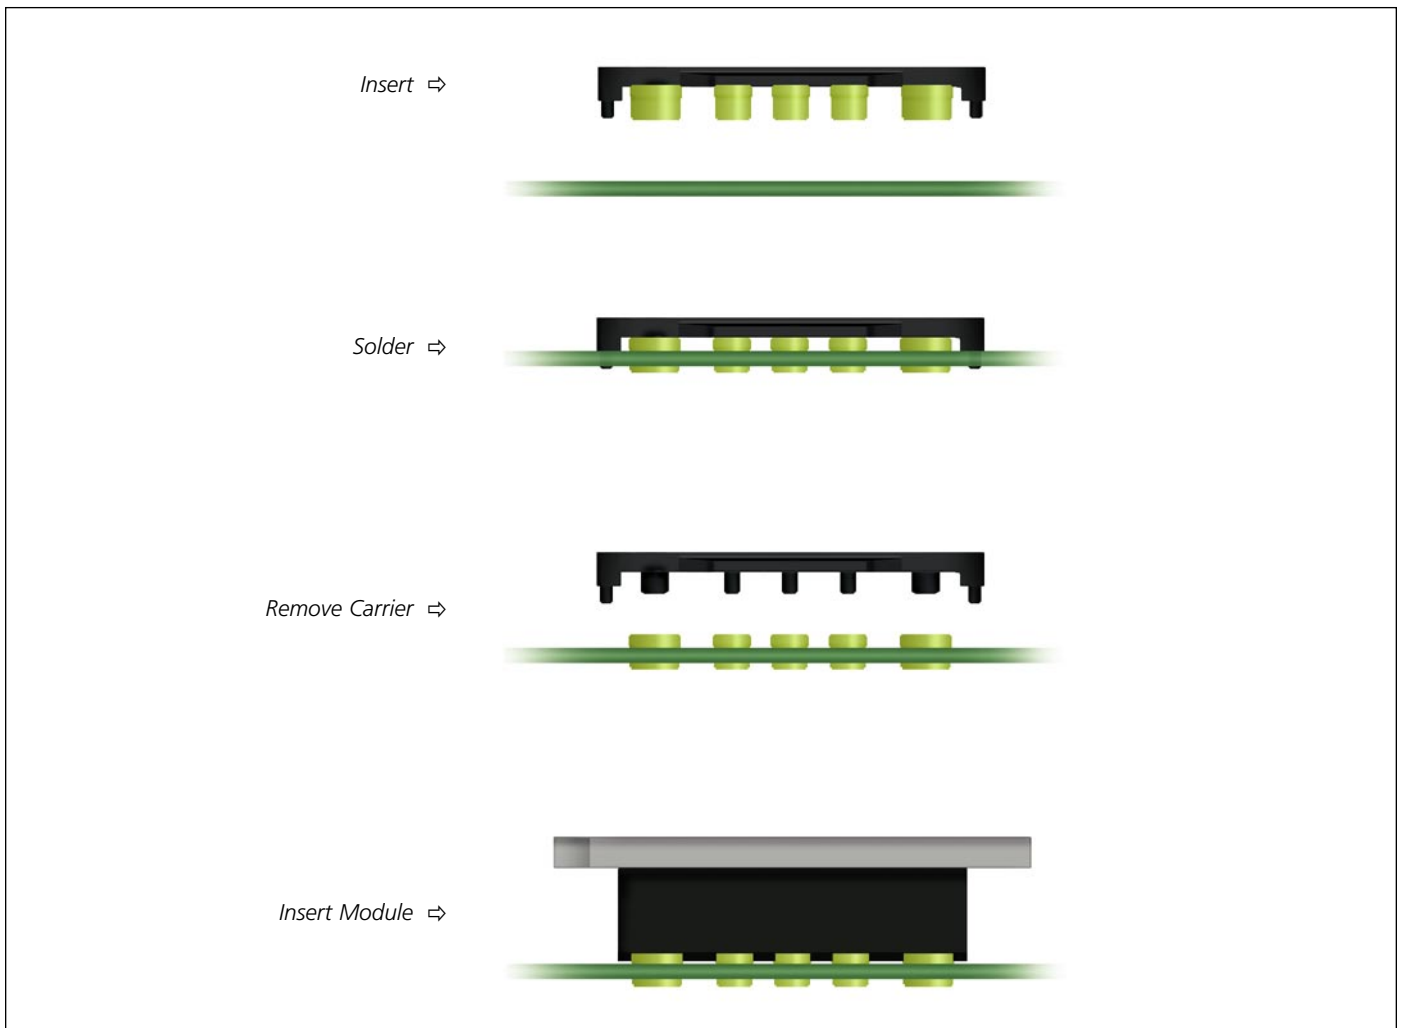 Insert ⇨
Solder ⇨
Remove Carrier ⇨
Insert Module ⇨